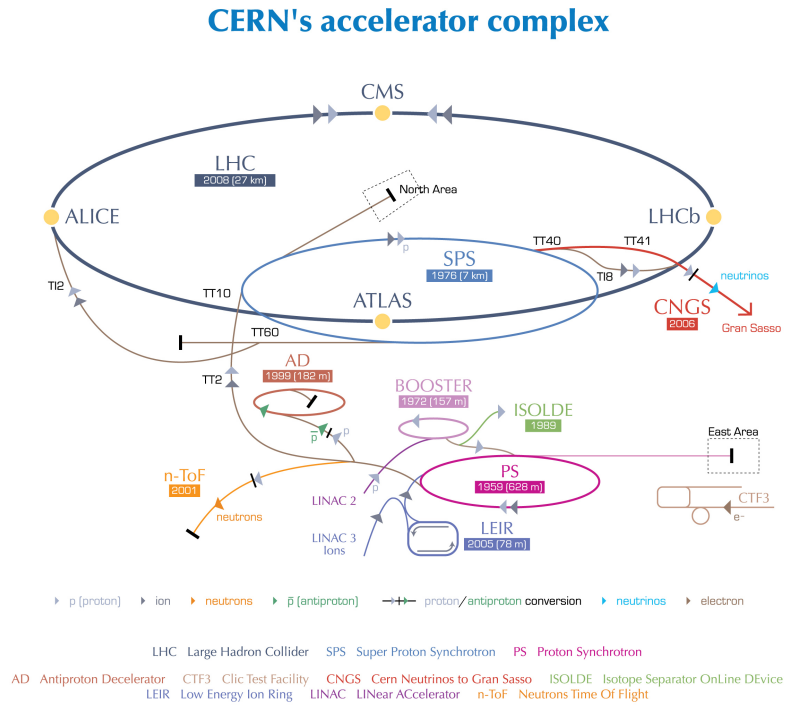 CERN's accelerator complex
CMS
LHC
2008 (27 km)
North Area
ALICE
LHCb
TT40
TT41
SPS
1976 (7 km)
p
TI8
neutrinos
TI2
TT10
ATLAS
CNGS
2006
Gran Sasso
TT60
AD
1999 (182 m)
TT2
BOOSTER
1972 (157 m)
ISOLDE
1989
p̅
p
East Area
n-ToF
2001
PS
1959 (628 m)
p
LINAC 2
neutrons
CTF3
e-
LINAC 3
Ions
LEIR
2005 (78 m)
p (proton)
ion
neutrons
p̅ (antiproton)
proton/antiproton conversion
neutrinos
electron
LHC Large Hadron Collider SPS Super Proton Synchrotron PS Proton Synchrotron
AD Antiproton Decelerator CTF3 Clic Test Facility CNGS Cern Neutrinos to Gran Sasso ISOLDE Isotope Separator OnLine DEvice
LEIR Low Energy Ion Ring LINAC LINear ACcelerator n-ToF Neutrons Time Of Flight